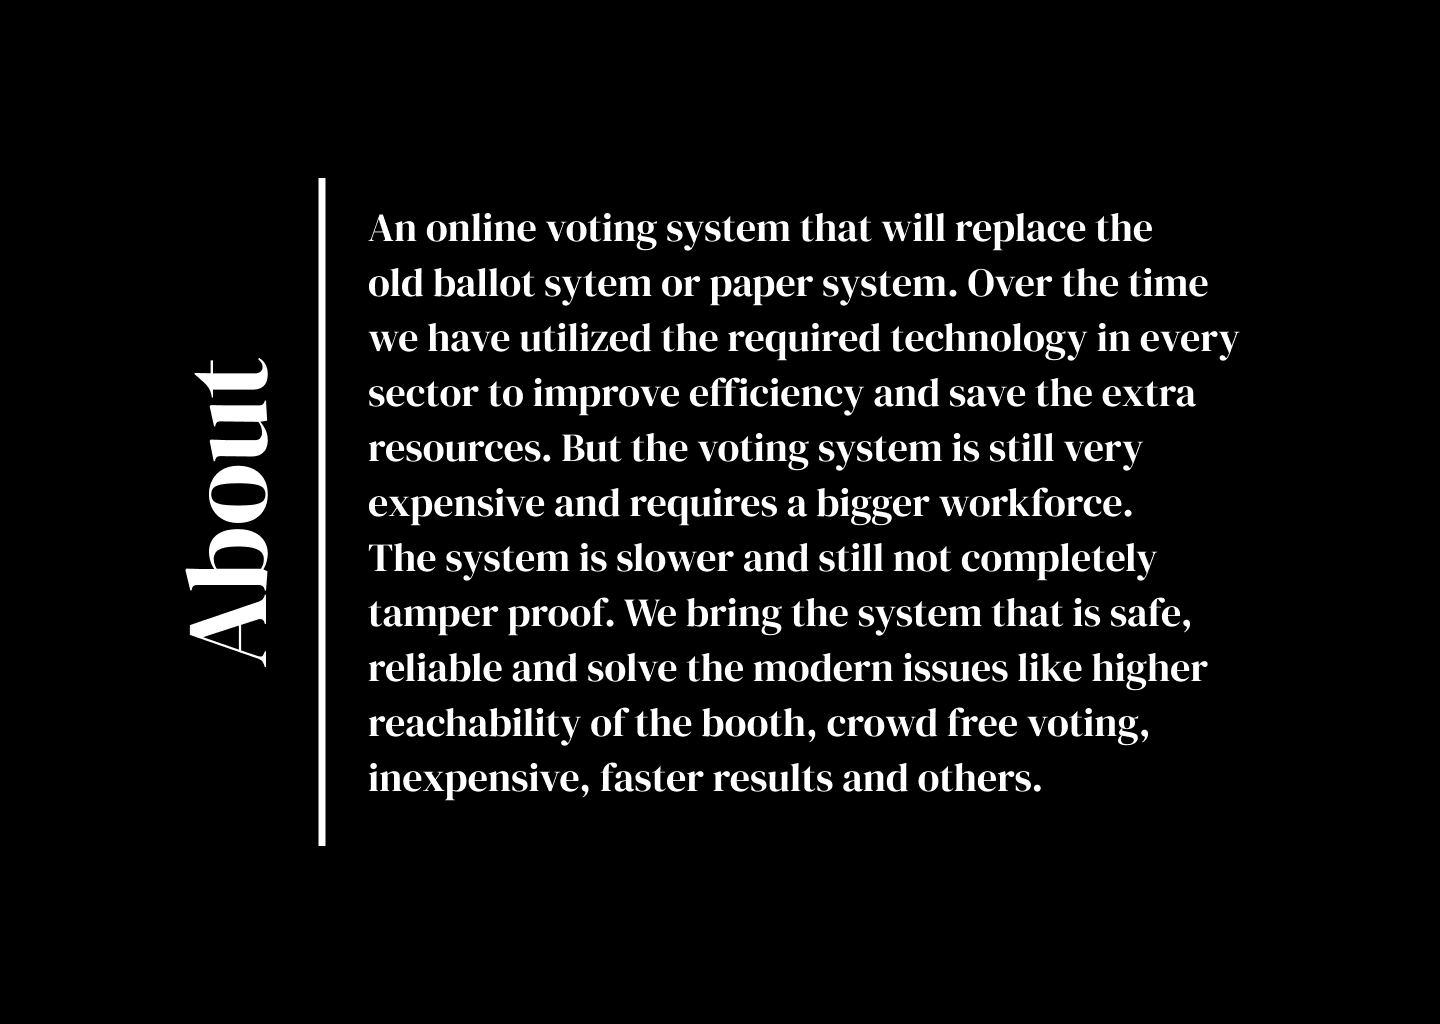 About
An online voting system that will replace the
old ballot sytem or paper system. Over the time
we have utilized the required technology in every
sector to improve efficiency and save the extra
resources. But the voting system is still very
expensive and requires a bigger workforce.
The system is slower and still not completely
tamper proof. We bring the system that is safe,
reliable and solve the modern issues like higher
reachability of the booth, crowd free voting,
inexpensive, faster results and others.